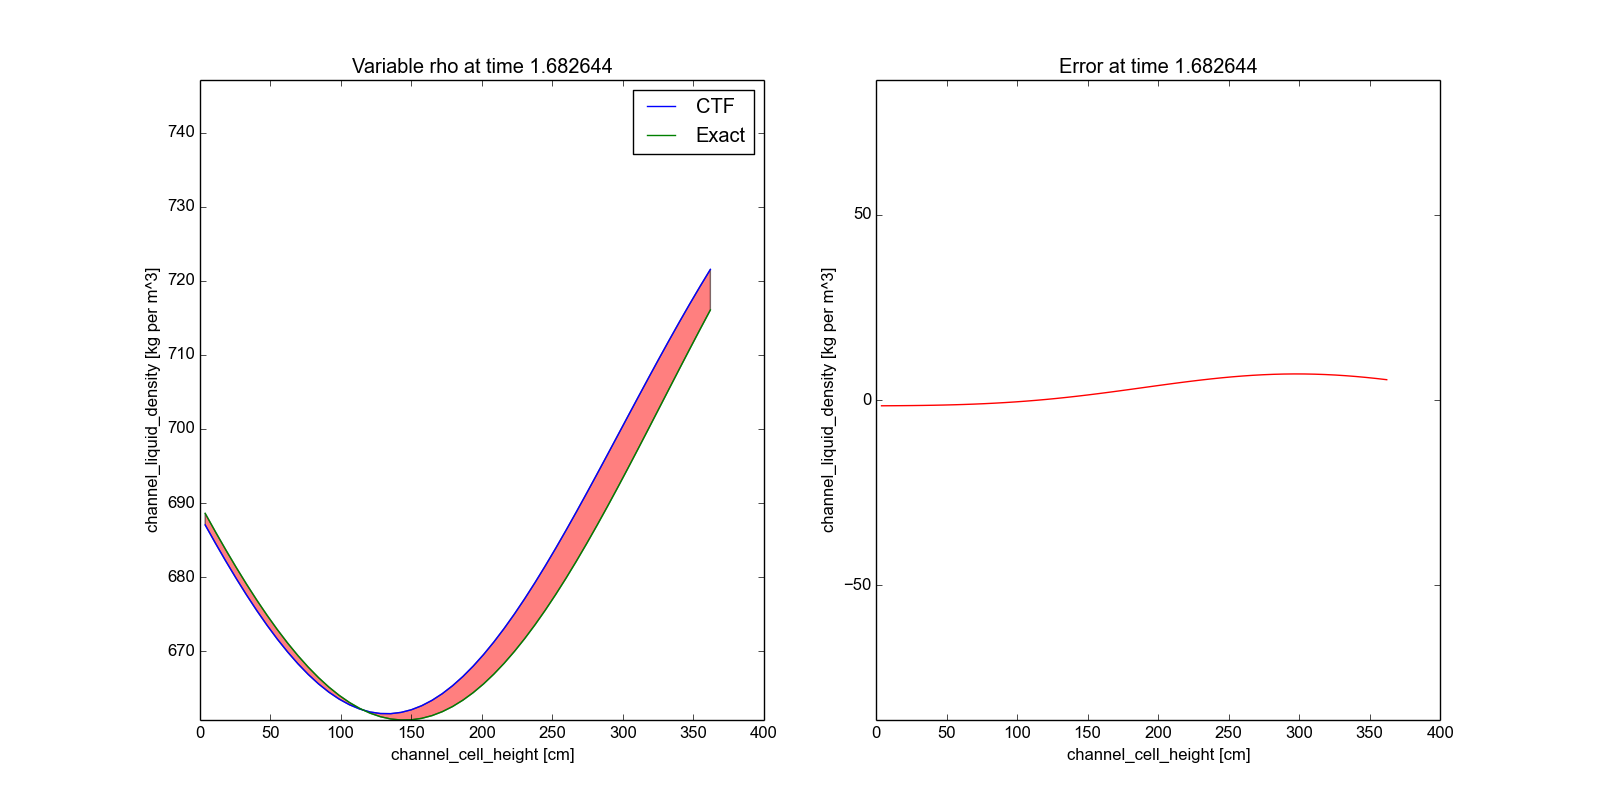 Variable rho at time 1.682644
channel_liquid_density [kg per m^3]
740
730
720
710
700
690
680
670
0 50 100 150 200 250 300 350 400
channel_cell_height [cm]
CTF
Exact
Error at time 1.682644
channel_liquid_density [kg per m^3]
50
0
−50
0 50 100 150 200 250 300 350 400
channel_cell_height [cm]